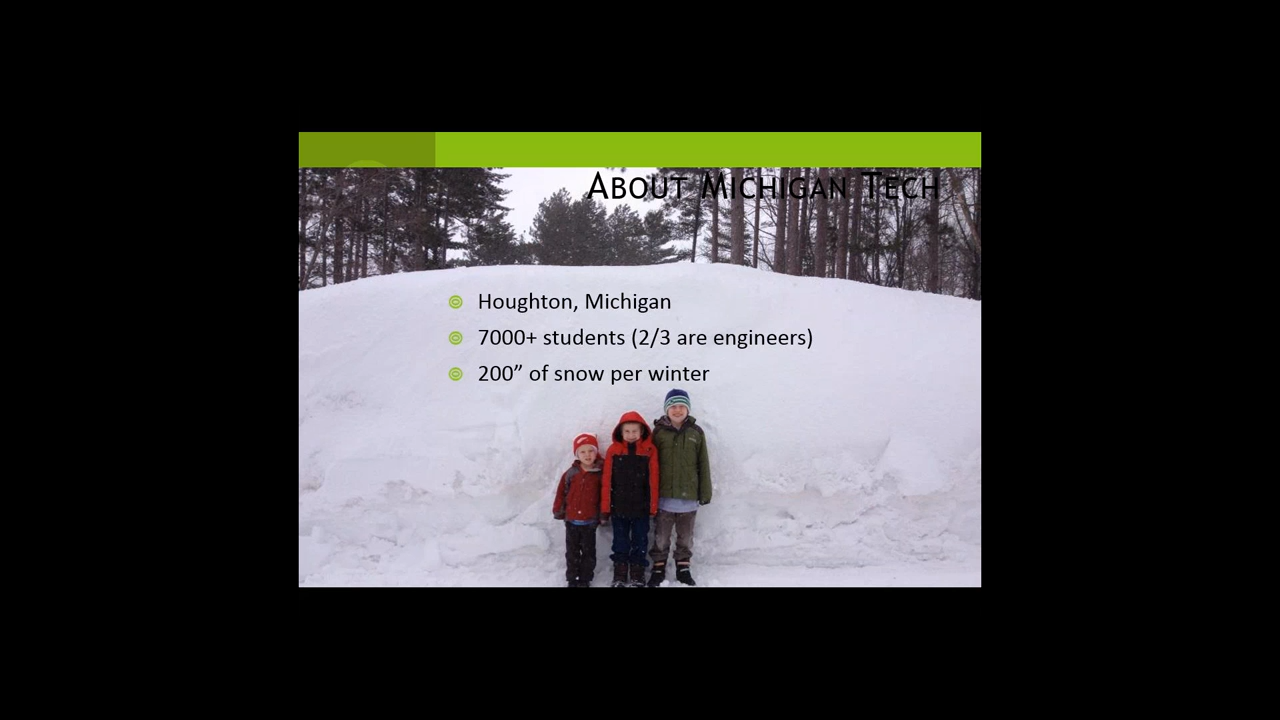 About Michigan Tech
Houghton, Michigan
7000+ students (2/3 are engineers)
200” of snow per winter